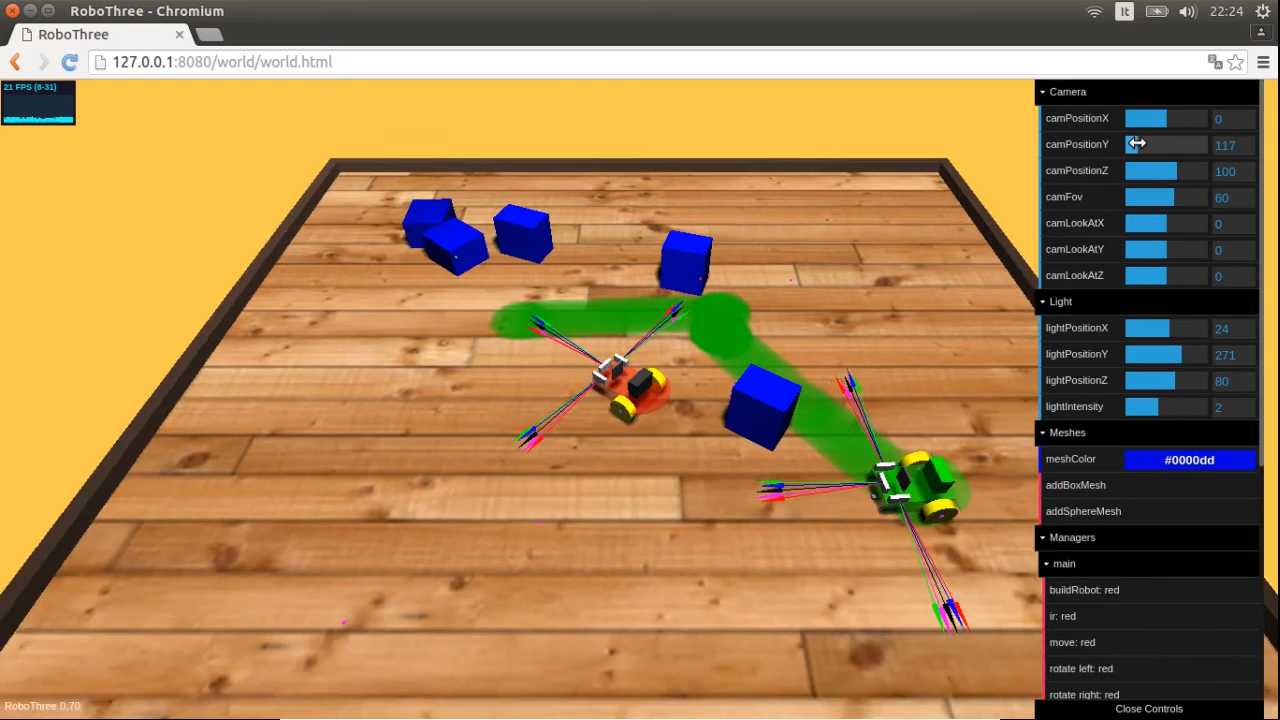 RoboThree - Chromium
It
22:24
RoboThree
127.0.0.1:8080/world/world.html
21 FPS (8-31)
Camera
camPositionX 0
camPositionY 117
camPositionZ 100
camFov 60
camLookAtX 0
camLookAtY 0
camLookAtZ 0
Light
lightPositionX 24
lightPositionY 271
lightPositionZ 80
lightIntensity 2
Meshes
meshColor #0000dd
addBoxMesh
addSphereMesh
Managers
main
buildRobot: red
ir: red
move: red
rotate left: red
rotate right: red
Close Controls
RoboThree 0.70